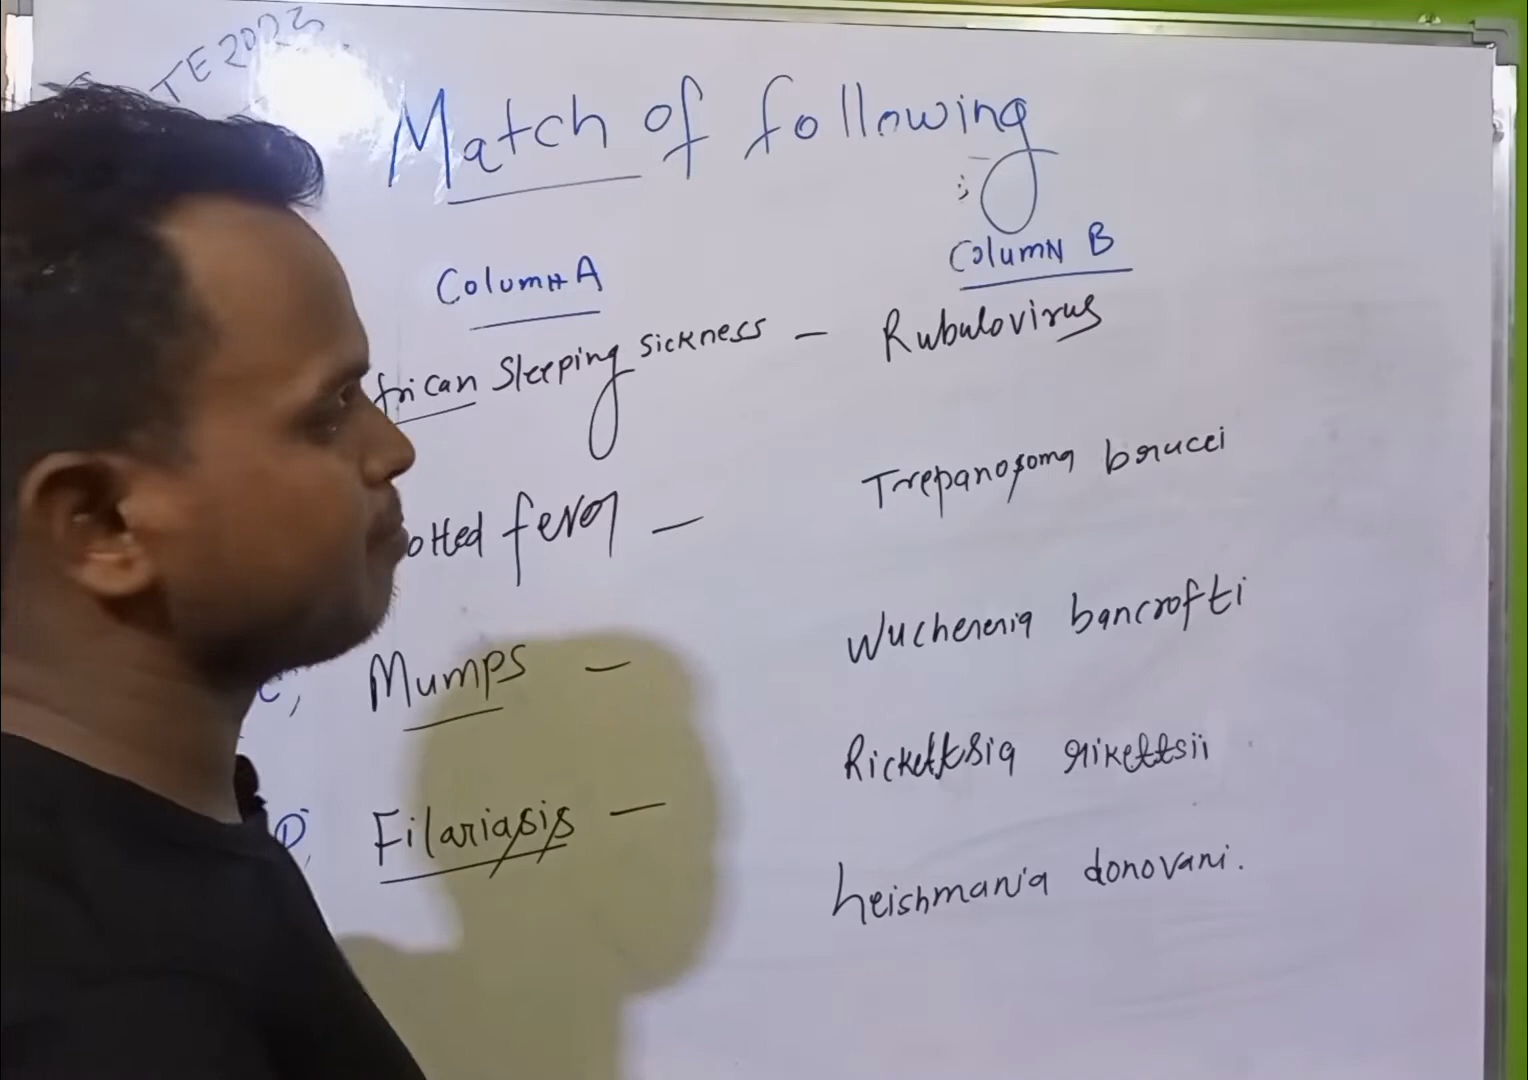 TE2023
Match of following
Column A
Column B
frican Sleeping Sickness – Rubulovirus
Trepanosoma brucei
otted fever –
Wuchereria bancrofti
C, Mumps –
Rickettsia rikettsii
D, Filariasis –
Leishmania donovani.